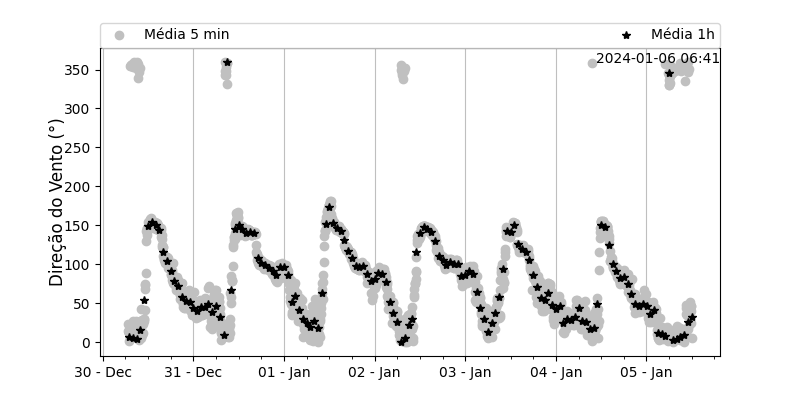 Média 5 min
Média 1h
2024-01-06 06:41
Direção do Vento (°)
350
300
250
200
150
100
50
0
30 - Dec
31 - Dec
01 - Jan
02 - Jan
03 - Jan
04 - Jan
05 - Jan